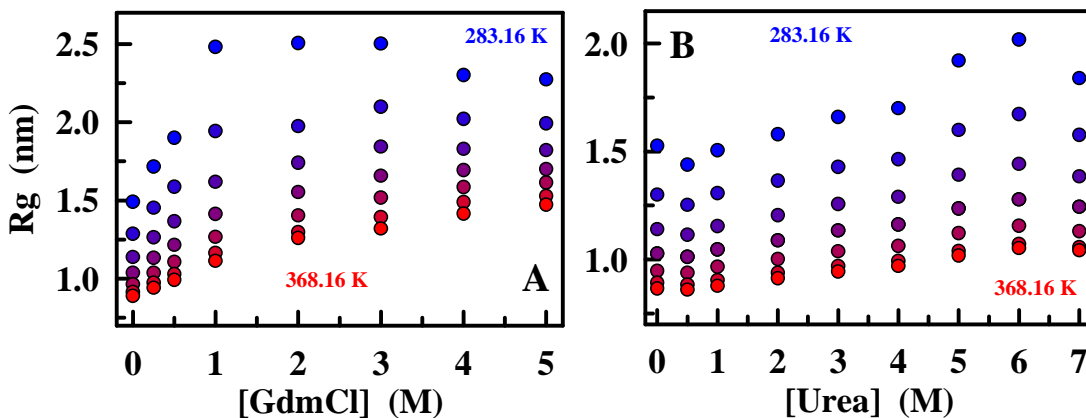 283.16 K
368.16 K
A
2.5
2.0
1.5
1.0
Rg (nm)
0 1 2 3 4 5
[GdmCl] (M)
B
283.16 K
368.16 K
2.0
1.5
1.0
0 1 2 3 4 5 6 7
[Urea] (M)